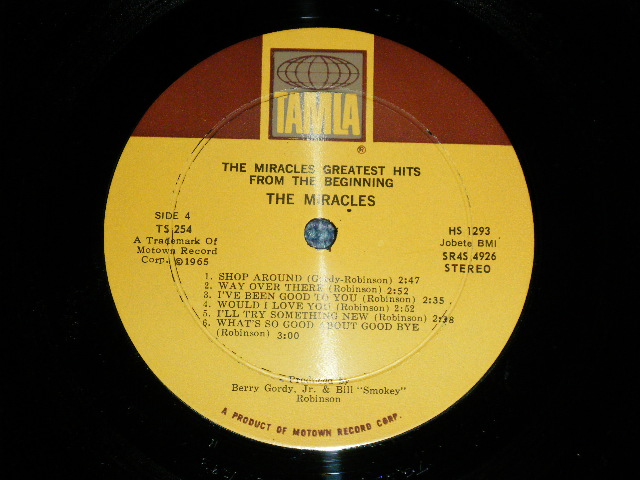 TAMLA
®
THE MIRACLES GREATEST HITS
FROM THE BEGINNING
THE MIRACLES
SIDE 4
TS 254
A Trademark Of
Motown Record
Corp. ©1965
HS 1293
Jobete BMI
SR4S 4926
STEREO
1. SHOP AROUND (Gordy-Robinson) 2:47
2. WAY OVER THERE (Robinson) 2:52
3. I'VE BEEN GOOD TO YOU (Robinson) 2:35
4. WOULD I LOVE YOU (Robinson) 2:52
5. I'LL TRY SOMETHING NEW (Robinson) 2:38
6. WHAT'S SO GOOD ABOUT GOOD BYE
(Robinson) 3:00
Produced by
Berry Gordy, Jr. & Bill "Smokey"
Robinson
A PRODUCT OF MOTOWN RECORD CORP.